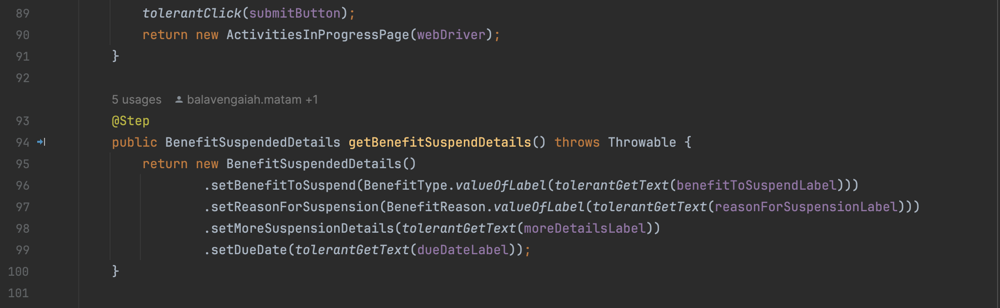 89 tolerantClick(submitButton);
90 return new ActivitiesInProgressPage(webDriver);
91 }
92
5 usages balavengaiah.matam +1
93 @Step
94 public BenefitSuspendedDetails getBenefitSuspendDetails() throws Throwable {
95 return new BenefitSuspendedDetails()
96 .setBenefitToSuspend(BenefitType.valueOfLabel(tolerantGetText(benefitToSuspendLabel)))
97 .setReasonForSuspension(BenefitReason.valueOfLabel(tolerantGetText(reasonForSuspensionLabel)))
98 .setMoreSuspensionDetails(tolerantGetText(moreDetailsLabel))
99 .setDueDate(tolerantGetText(dueDateLabel));
100 }
101